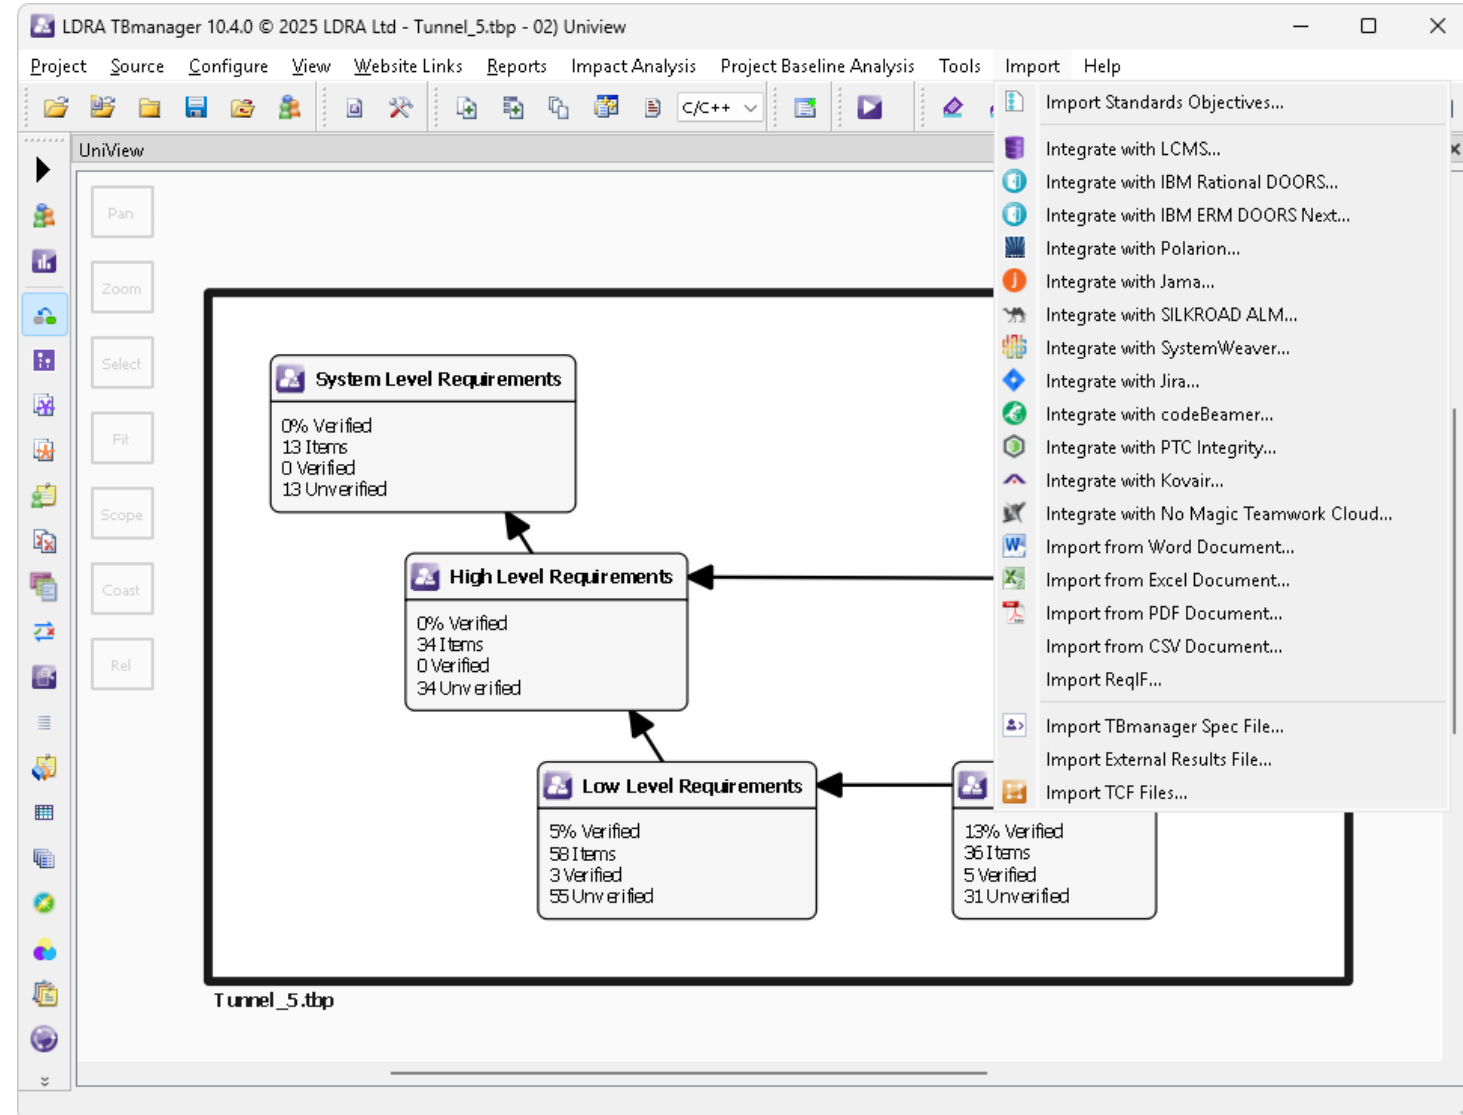 LDRA TBmanager 10.4.0 © 2025 LDRA Ltd - Tunnel_5.tbp - 02) Uniview
Project Source Configure View Website Links Reports Impact Analysis Project Baseline Analysis Tools Import Help
C/C++
UniView
Pan
Zoom
Select
Fit
Scope
Coast
Rel
System Level Requirements
0% Verified
13 Items
0 Verified
13 Unverified
High Level Requirements
0% Verified
34 Items
0 Verified
34 Unverified
Low Level Requirements
5% Verified
58 Items
3 Verified
55 Unverified
13% Verified
36 Items
5 Verified
31 Unverified
Tunnel_5.tbp
Import Standards Objectives...
Integrate with LCMS...
Integrate with IBM Rational DOORS...
Integrate with IBM ERM DOORS Next...
Integrate with Polarion...
Integrate with Jama...
Integrate with SILKROAD ALM...
Integrate with SystemWeaver...
Integrate with Jira...
Integrate with codeBeamer...
Integrate with PTC Integrity...
Integrate with Kovair...
Integrate with No Magic Teamwork Cloud...
Import from Word Document...
Import from Excel Document...
Import from PDF Document...
Import from CSV Document...
Import ReqIF...
Import TBmanager Spec File...
Import External Results File...
Import TCF Files...